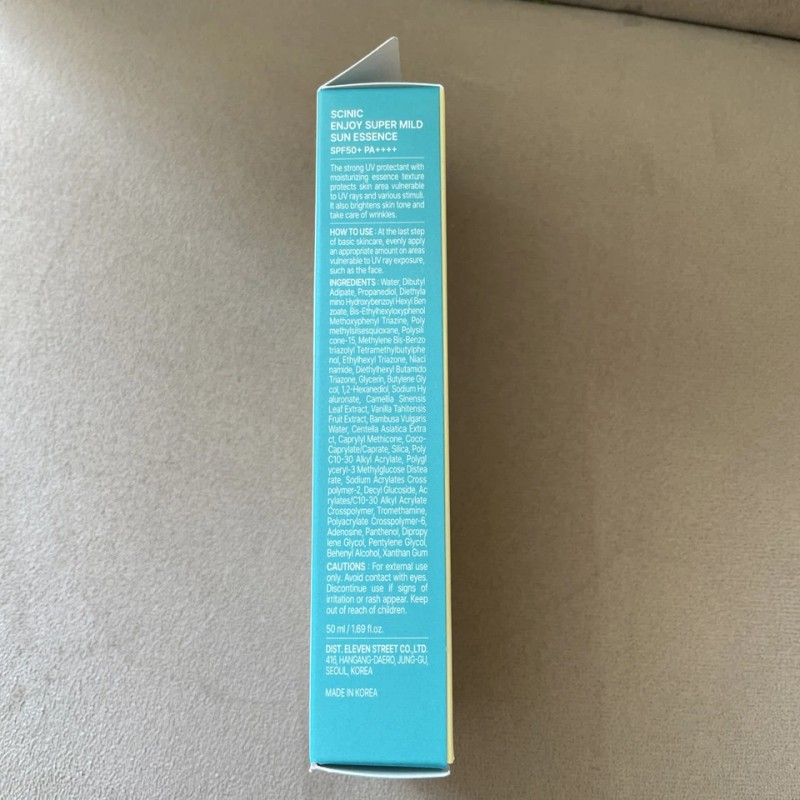 SCINIC
ENJOY SUPER MILD
SUN ESSENCE
SPF50+ PA++++
The strong UV protectant with
moisturizing essence texture
protects skin area vulnerable
to UV rays and various stimuli.
It also brightens skin tone and
take care of wrinkles.
HOW TO USE : At the last step
of basic skincare, evenly apply
an appropriate amount on areas
vulnerable to UV ray exposure,
such as the face.
INGREDIENTS : Water, Dibutyl
Adipate, Propanediol, Diethyla
mino Hydroxybenzoyl Hexyl Ben
zoate, Bis-Ethylhexyloxyphenol
Methoxyphenyl Triazine, Poly
methylsilsesquioxane, Polysili
cone-15, Methylene Bis-Benzo
triazolyl Tetramethylbutylphe
nol, Ethylhexyl Triazone, Niaci
namide, Diethylhexyl Butamido
Triazone, Glycerin, Butylene Gly
col, 1,2-Hexanediol, Sodium Hy
aluronate, Camellia Sinensis
Leaf Extract, Vanilla Tahitensis
Fruit Extract, Bambusa Vulgaris
Water, Centella Asiatica Extra
ct, Caprylyl Methicone, Coco-
Caprylate/Caprate, Silica, Poly
C10-30 Alkyl Acrylate, Polygl
yceryl-3 Methylglucose Distea
rate, Sodium Acrylates Cross
polymer-2, Decyl Glucoside, Ac
rylates/C10-30 Alkyl Acrylate
Crosspolymer, Tromethamine,
Polyacrylate Crosspolymer-6,
Adenosine, Panthenol, Dipropy
lene Glycol, Pentylene Glycol,
Behenyl Alcohol, Xanthan Gum
CAUTIONS : For external use
only. Avoid contact with eyes.
Discontinue use if signs of
irritation or rash appear. Keep
out of reach of children.
50 ml / 1.69 fl.oz.
DIST. ELEVEN STREET CO.,LTD.
416, HANGANG-DAERO, JUNG-GU,
SEOUL, KOREA
MADE IN KOREA